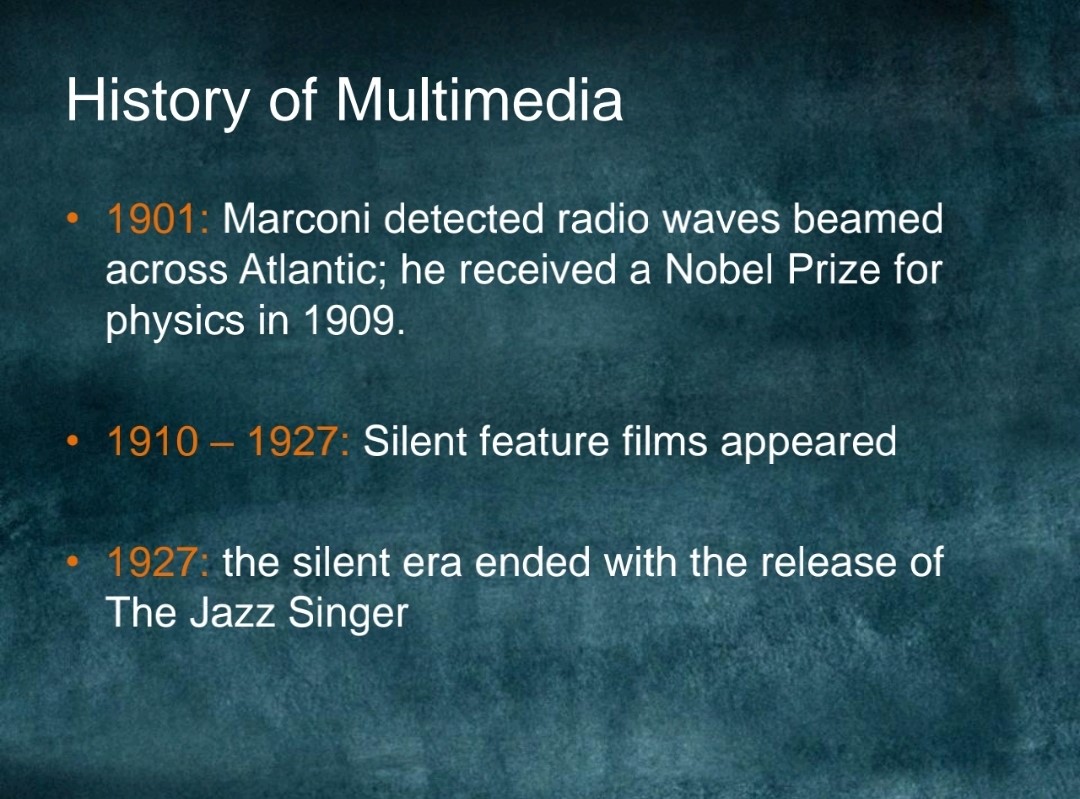 History of Multimedia
• 1901: Marconi detected radio waves beamed
across Atlantic; he received a Nobel Prize for
physics in 1909.
• 1910 – 1927: Silent feature films appeared
• 1927: the silent era ended with the release of
The Jazz Singer